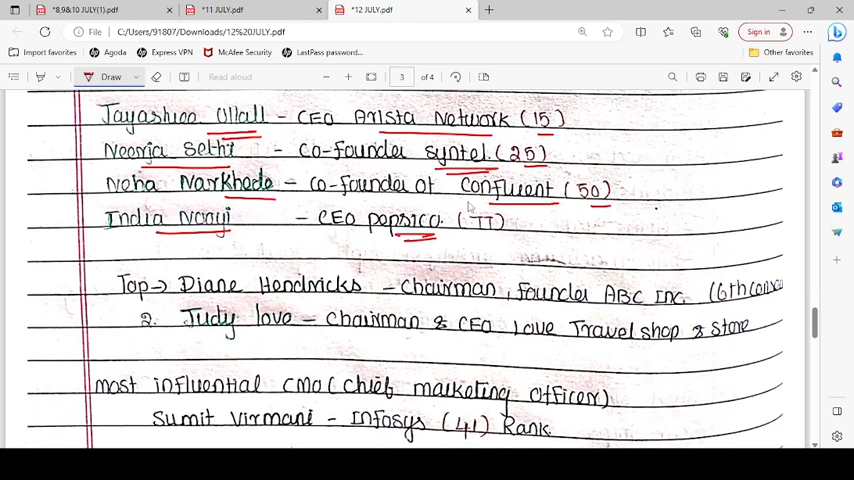 *8,9&10 JULY(1).pdf
*11 JULY.pdf
*12 JULY.pdf
File
C:/Users/91807/Downloads/12%20JULY.pdf
Sign in
Import favorites
Agoda
Express VPN
McAfee Security
LastPass password...
Other favorites
Draw
Read aloud
3 of 4
Jayashree Ullall - CEO Arista Network (15)
Neerja Sethi - Co-founder Syntel. (25)
Neha Narkhede - Co-founder of Confluent (50)
India Nooyi - CEO pepsico. (77)
Top → Diane Hendricks - Chairman, founder ABC Inc. (6th
2. Judy love - Chairman & CEO Love Travel shop & Store
most influential CMO (chief marketing Officer)
Sumit Virmani - Infosys (41) Rank.